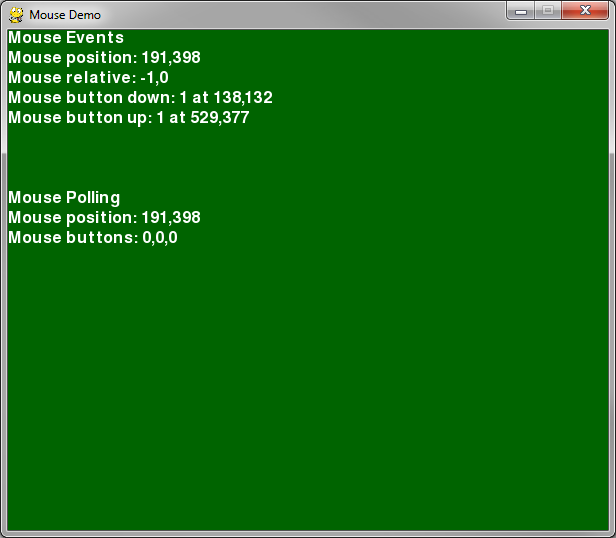 Mouse Demo
Mouse Events
Mouse position: 191,398
Mouse relative: -1,0
Mouse button down: 1 at 138,132
Mouse button up: 1 at 529,377
Mouse Polling
Mouse position: 191,398
Mouse buttons: 0,0,0